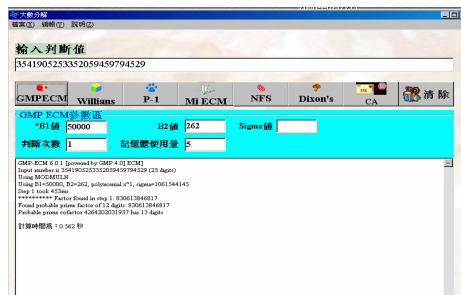 大數分解
檔案(X) 編輯(Y) 說明(Z)
輸入判斷值
3541905253352059459794529
GMPECM Willians P-1 Mi ECM NFS Dixon's CA 清除
GMP ECM參數區
*B1值 50000 B2值 262 Sigma值
判斷次數 1 記憶體使用量 5
GMP-ECM 6.0.1 [powered by GMP 4.0] [ECM]
Input number is 3541905253352059459794529 (25 digits)
Using MODMULN
Using B1=50000, B2=262, polynomial x^1, sigma=1061544145
Step 1 took 453ms
********** Factor found in step 1: 830613846817
Found probable prime factor of 12 digits: 830613846817
Probable prime cofactor 4264202031937 has 13 digits
計算時間為：0.562 秒